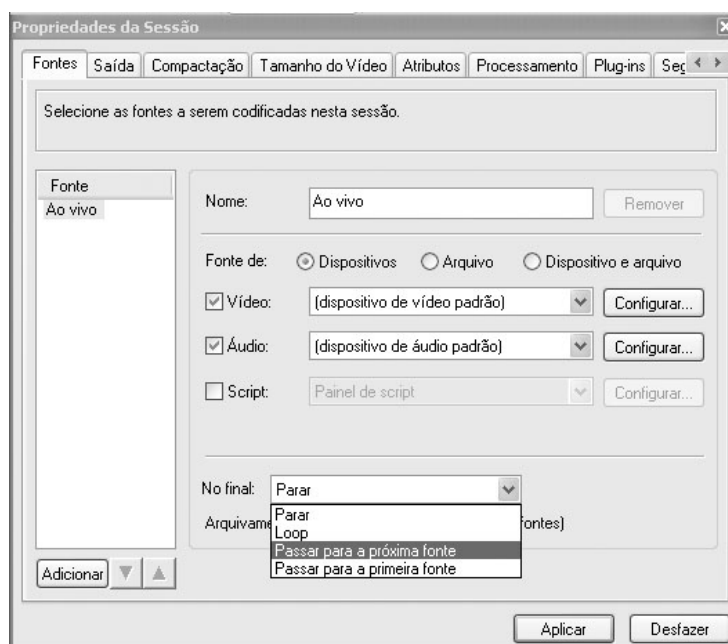 Propriedades da Sessão
Fontes Saída Compactação Tamanho do Vídeo Atributos Processamento Plug-ins
Selecione as fontes a serem codificadas nesta sessão.
Fonte
Ao vivo
Nome: Ao vivo Remover
Fonte de: Dispositivos Arquivo Dispositivo e arquivo
Vídeo: (dispositivo de vídeo padrão) Configurar...
Áudio: (dispositivo de áudio padrão) Configurar...
Script: Painel de script Configurar...
No final: Parar
Parar
Loop
Passar para a próxima fonte
Passar para a primeira fonte
Adicionar
Aplicar Desfazer